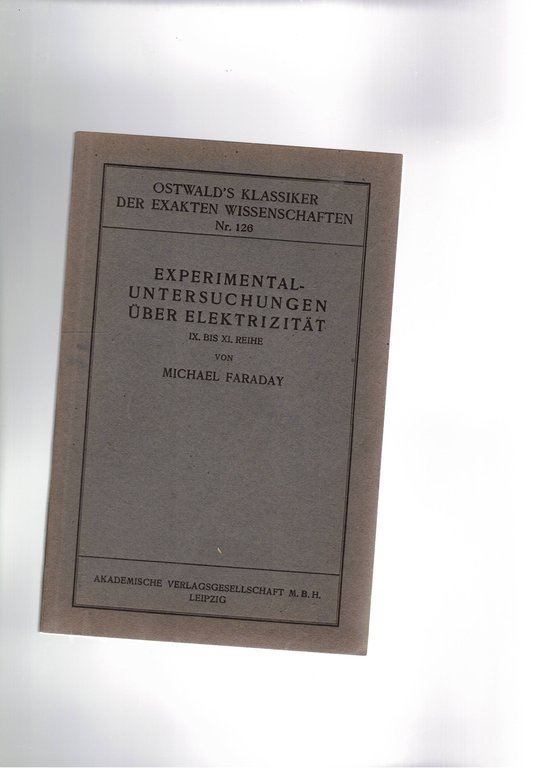 OSTWALD'S KLASSIKER
DER EXAKTEN WISSENSCHAFTEN
Nr. 126
EXPERIMENTAL-
UNTERSUCHUNGEN
ÜBER ELEKTRIZITÄT
IX. BIS XI. REIHE
VON
MICHAEL FARADAY
AKADEMISCHE VERLAGSGESELLSCHAFT M. B. H.
LEIPZIG